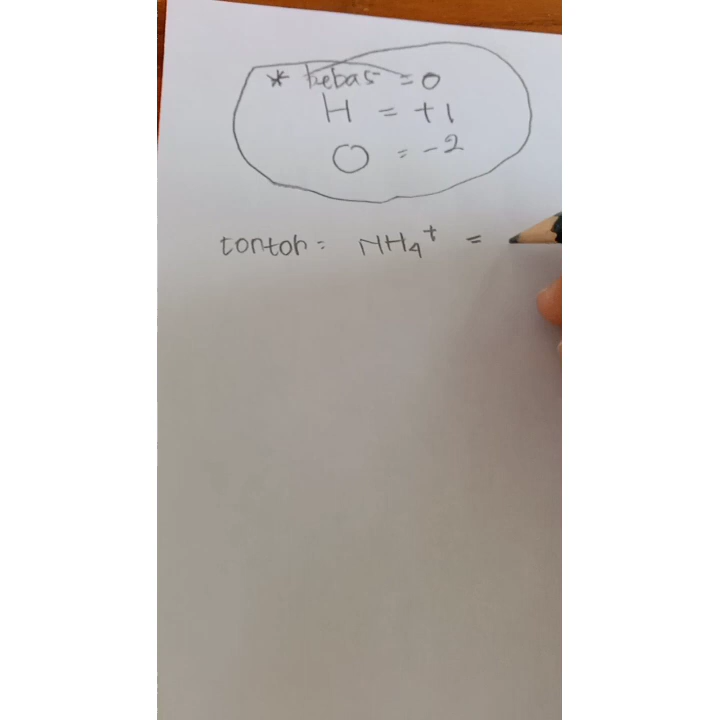 * bebas = 0
H = +1
O = -2
contoh : NH₄⁺ =